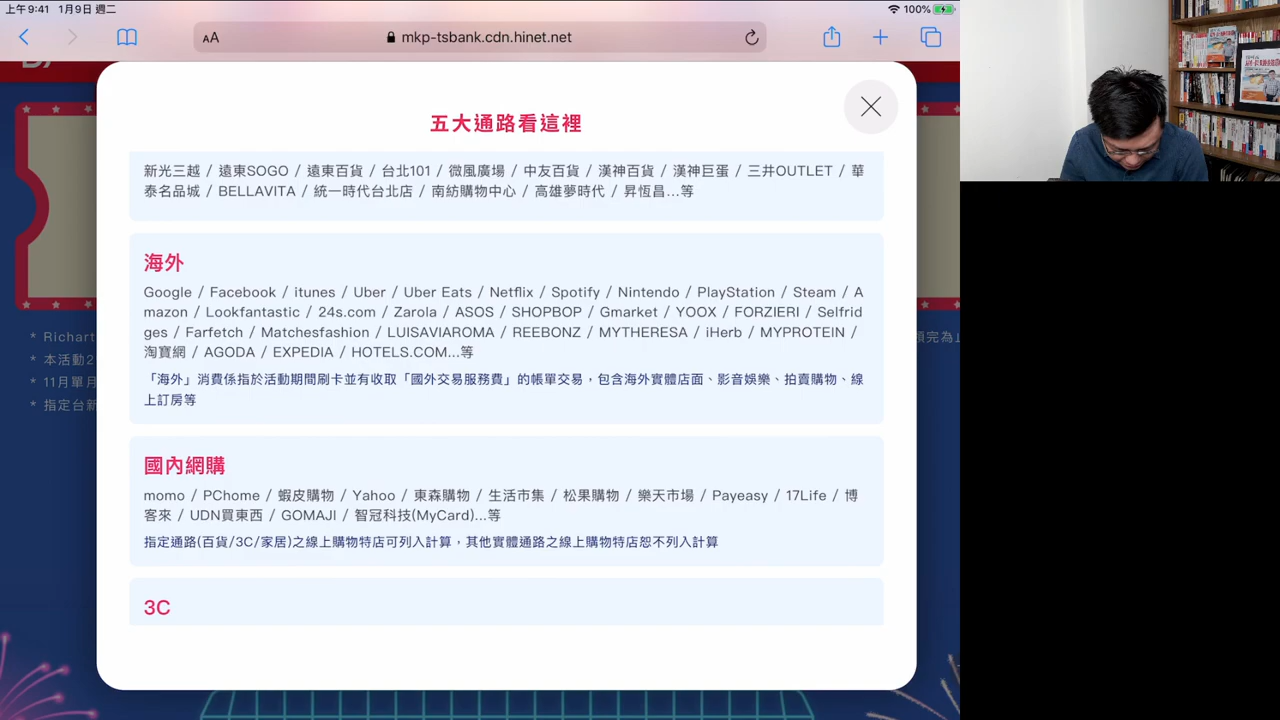 上午9:41 1月9日 週二
100%
AA
mkp-tsbank.cdn.hinet.net
五大通路看這裡
新光三越 / 遠東SOGO / 遠東百貨 / 台北101 / 微風廣場 / 中友百貨 / 漢神百貨 / 漢神巨蛋 / 三井OUTLET / 華
泰名品城 / BELLAVITA / 統一時代台北店 / 南紡購物中心 / 高雄夢時代 / 昇恆昌...等
海外
Google / Facebook / itunes / Uber / Uber Eats / Netflix / Spotify / Nintendo / PlayStation / Steam / A
mazon / Lookfantastic / 24s.com / Zarola / ASOS / SHOPBOP / Gmarket / YOOX / FORZIERI / Selfrid
ges / Farfetch / Matchesfashion / LUISAVIAROMA / REEBONZ / MYTHERESA / iHerb / MYPROTEIN /
淘寶網 / AGODA / EXPEDIA / HOTELS.COM...等
「海外」消費係指於活動期間刷卡並有收取「國外交易服務費」的帳單交易，包含海外實體店面、影音娛樂、拍賣購物、線
上訂房等
國內網購
momo / PChome / 蝦皮購物 / Yahoo / 東森購物 / 生活市集 / 松果購物 / 樂天市場 / Payeasy / 17Life / 博
客來 / UDN買東西 / GOMAJI / 智冠科技(MyCard)...等
指定通路(百貨/3C/家居)之線上購物特店可列入計算，其他實體通路之線上購物特店恕不列入計算
3C
* Richart
* 本活動2
* 11月單月
* 指定台新